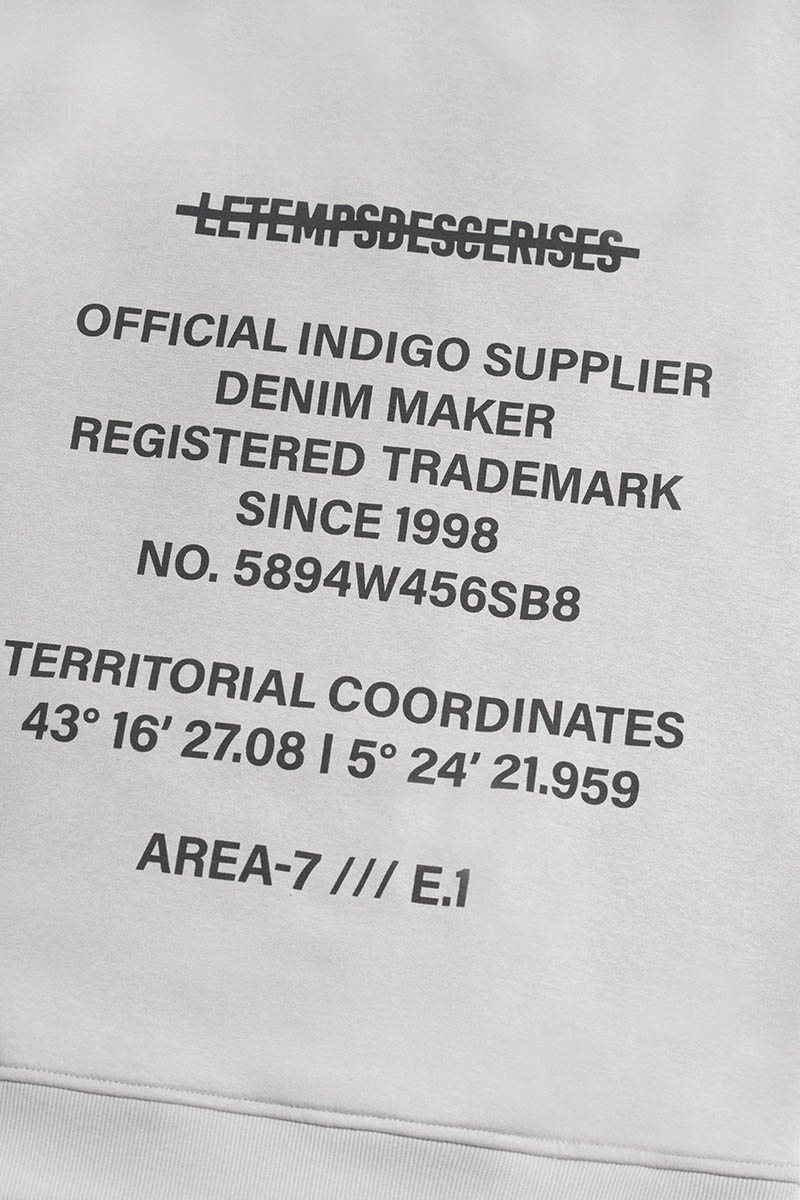 LETEMPSDESCERISES
OFFICIAL INDIGO SUPPLIER
DENIM MAKER
REGISTERED TRADEMARK
SINCE 1998
NO. 5894W456SB8
TERRITORIAL COORDINATES
43° 16′ 27.08 | 5° 24′ 21.959
AREA-7 /// E.1